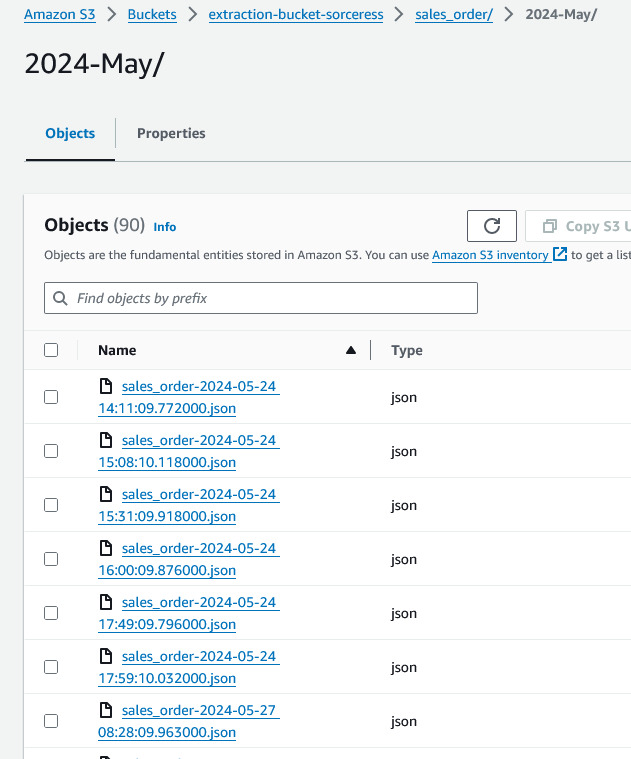 Amazon S3 > Buckets > extraction-bucket-sorceress > sales_order/ > 2024-May/
2024-May/
Objects Properties
Objects (90) Info
Copy S3 U
Objects are the fundamental entities stored in Amazon S3. You can use Amazon S3 inventory to get a list
Find objects by prefix
Name Type
sales_order-2024-05-24
14:11:09.772000.json
json
sales_order-2024-05-24
15:08:10.118000.json
json
sales_order-2024-05-24
15:31:09.918000.json
json
sales_order-2024-05-24
16:00:09.876000.json
json
sales_order-2024-05-24
17:49:09.796000.json
json
sales_order-2024-05-24
17:59:10.032000.json
json
sales_order-2024-05-27
08:28:09.963000.json
json